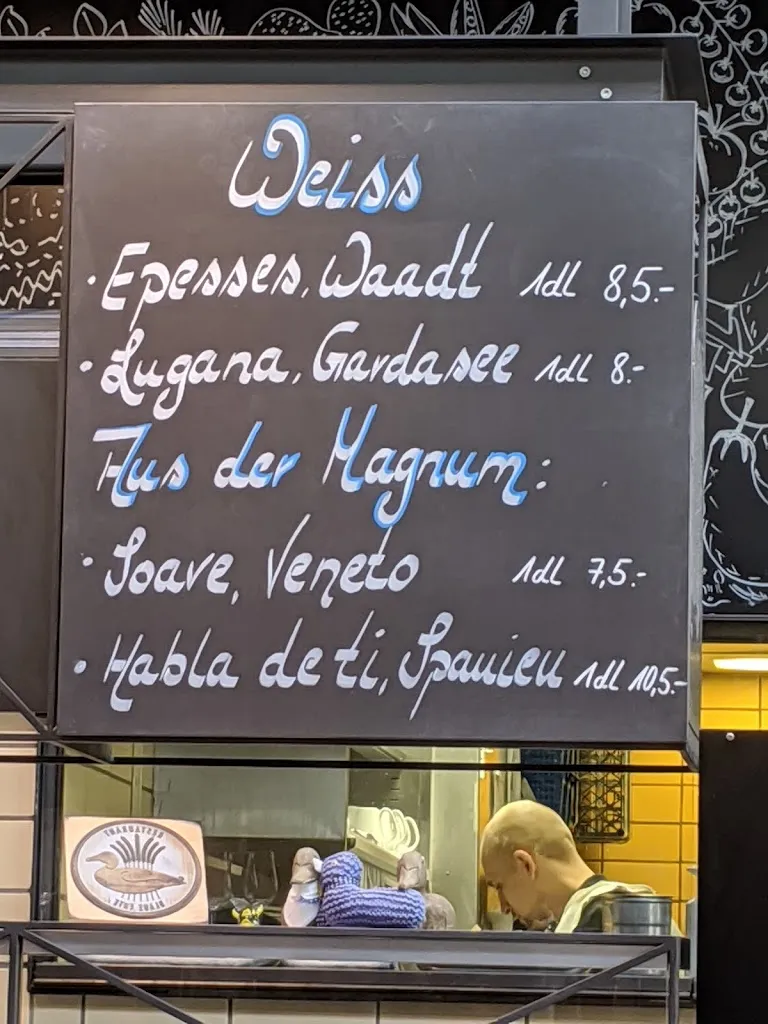 Weiss
· Epesses, Waadt 1dl 8,5.-
· Lugana, Gardasee 1dl 8.-
Aus der Magnum:
· Soave, Veneto 1dl 7,5.-
· Habla de ti, Spanien 1dl 10,5.-
RESTAURANT